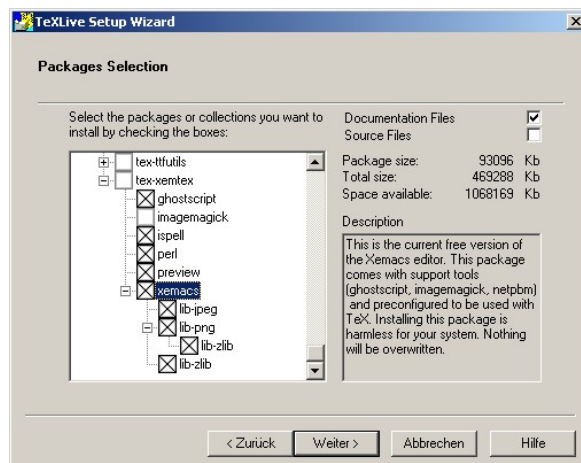 TeXLive Setup Wizard
Packages Selection
Select the packages or collections you want to
install by checking the boxes:
tex-ttfutils
tex-xemtex
ghostscript
imagemagick
ispell
perl
preview
xemacs
lib-jpeg
lib-png
lib-zlib
lib-zlib
Documentation Files
Source Files
Package size: 93096 Kb
Total size: 469288 Kb
Space available: 1068169 Kb
Description
This is the current free version of
the Xemacs editor. This package
comes with support tools
(ghostscript, imagemagick, netpbm)
and preconfigured to be used with
TeX. Installing this package is
harmless for your system. Nothing
will be overwritten.
< Zurück
Weiter >
Abbrechen
Hilfe